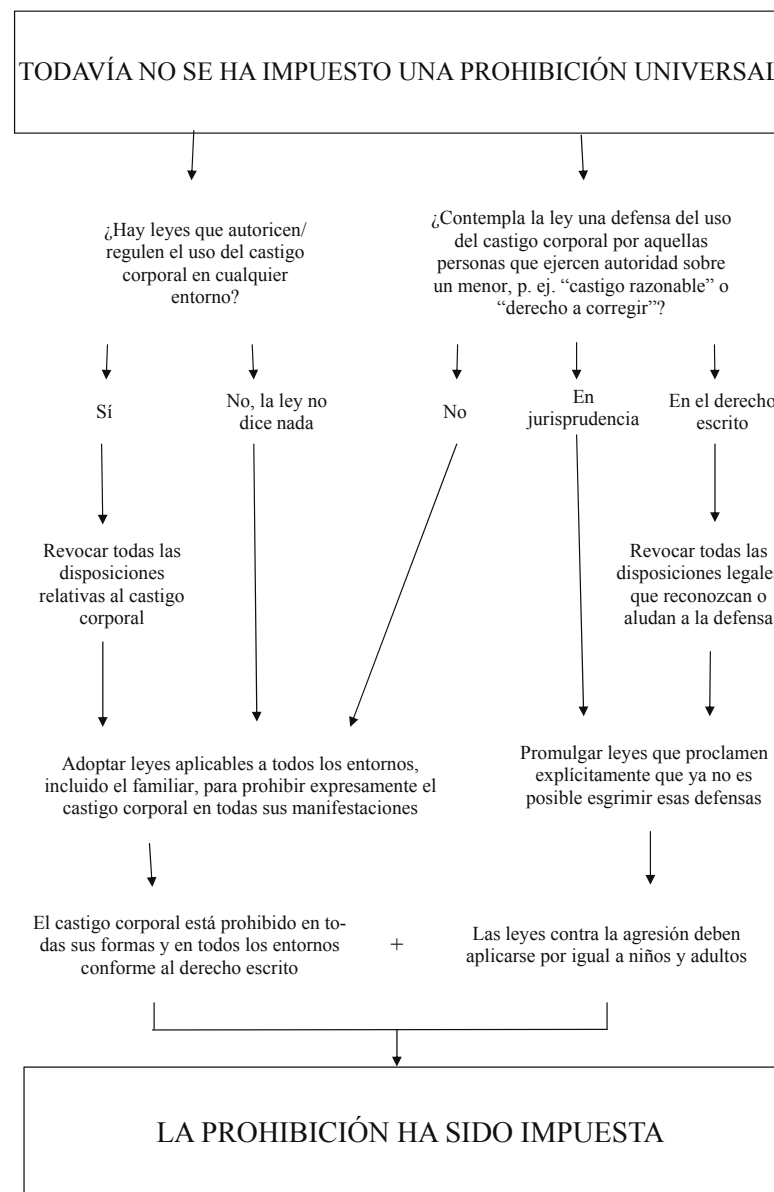 TODAVÍA NO SE HA IMPUESTO UNA PROHIBICIÓN UNIVERSAL
¿Hay leyes que autoricen/
regulen el uso del castigo
corporal en cualquier
entorno?
¿Contempla la ley una defensa del uso
del castigo corporal por aquellas
personas que ejercen autoridad sobre
un menor, p. ej. “castigo razonable” o
“derecho a corregir”?
Sí
No, la ley no
dice nada
No
En
jurisprudencia
En el derecho
escrito
Revocar todas las
disposiciones
relativas al castigo
corporal
Revocar todas las
disposiciones legales
que reconozcan o
aludan a la defensa
Adoptar leyes aplicables a todos los entornos,
incluido el familiar, para prohibir expresamente el
castigo corporal en todas sus manifestaciones
Promulgar leyes que proclamen
explícitamente que ya no es
posible esgrimir esas defensas
El castigo corporal está prohibido en to-
das sus formas y en todos los entornos
conforme al derecho escrito
+
Las leyes contra la agresión deben
aplicarse por igual a niños y adultos
LA PROHIBICIÓN HA SIDO IMPUESTA